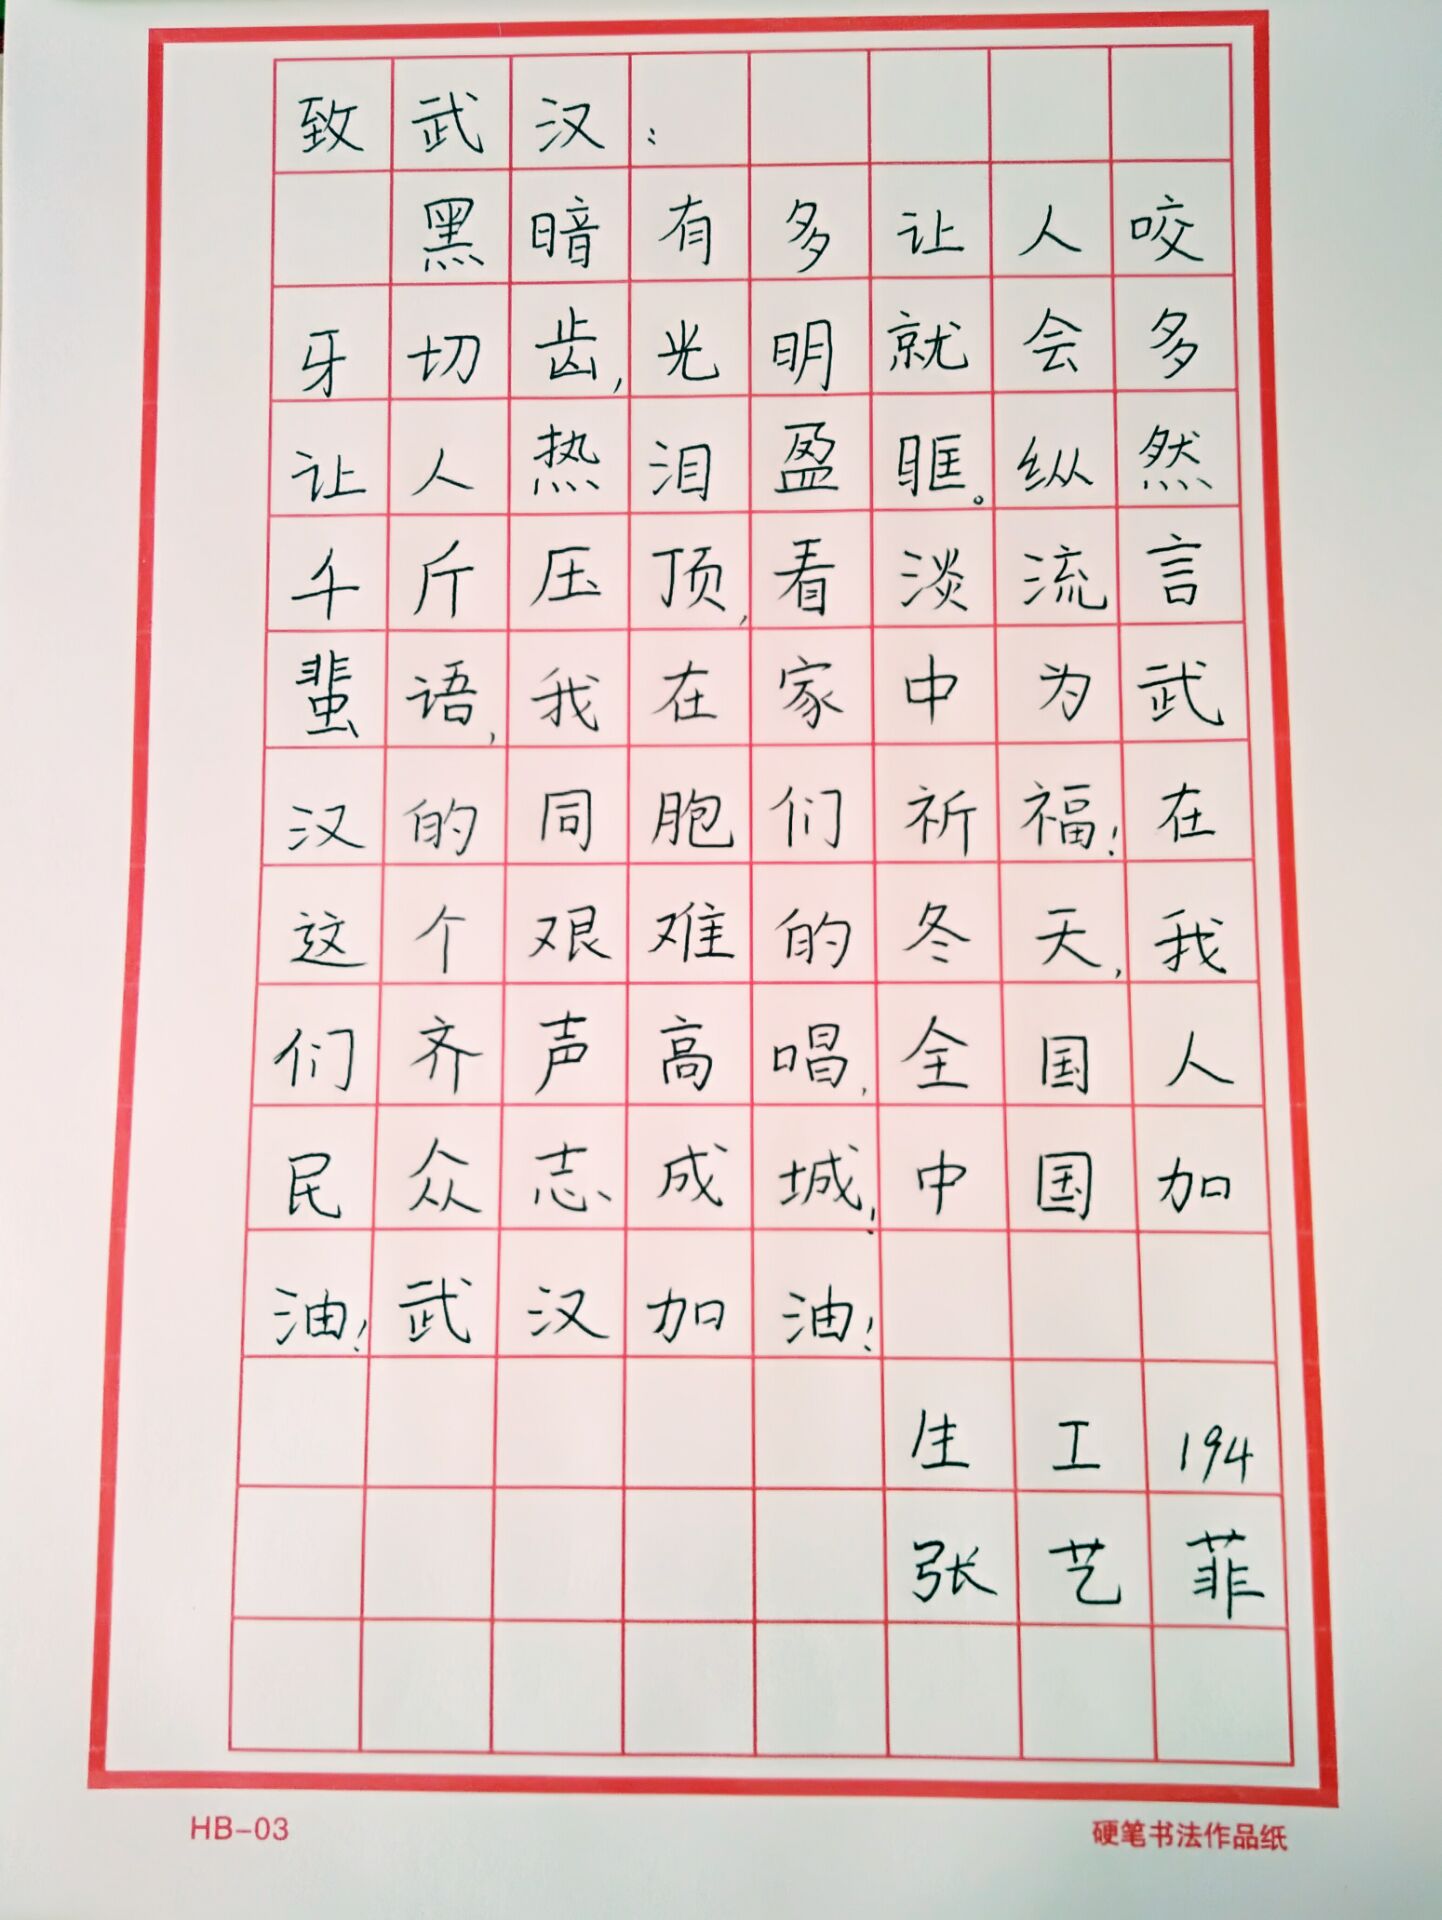 致武汉：
黑暗有多让人咬
牙切齿,光明就会多
让人热泪盈眶。纵然
千斤压顶,看淡流言
蜚语,我在家中为武
汉的同胞们祈福!在
这个艰难的冬天,我
们齐声高唱,全国人
民众志成城,中国加
油!武汉加油!
生工194
张艺菲
HB-03
硬笔书法作品纸